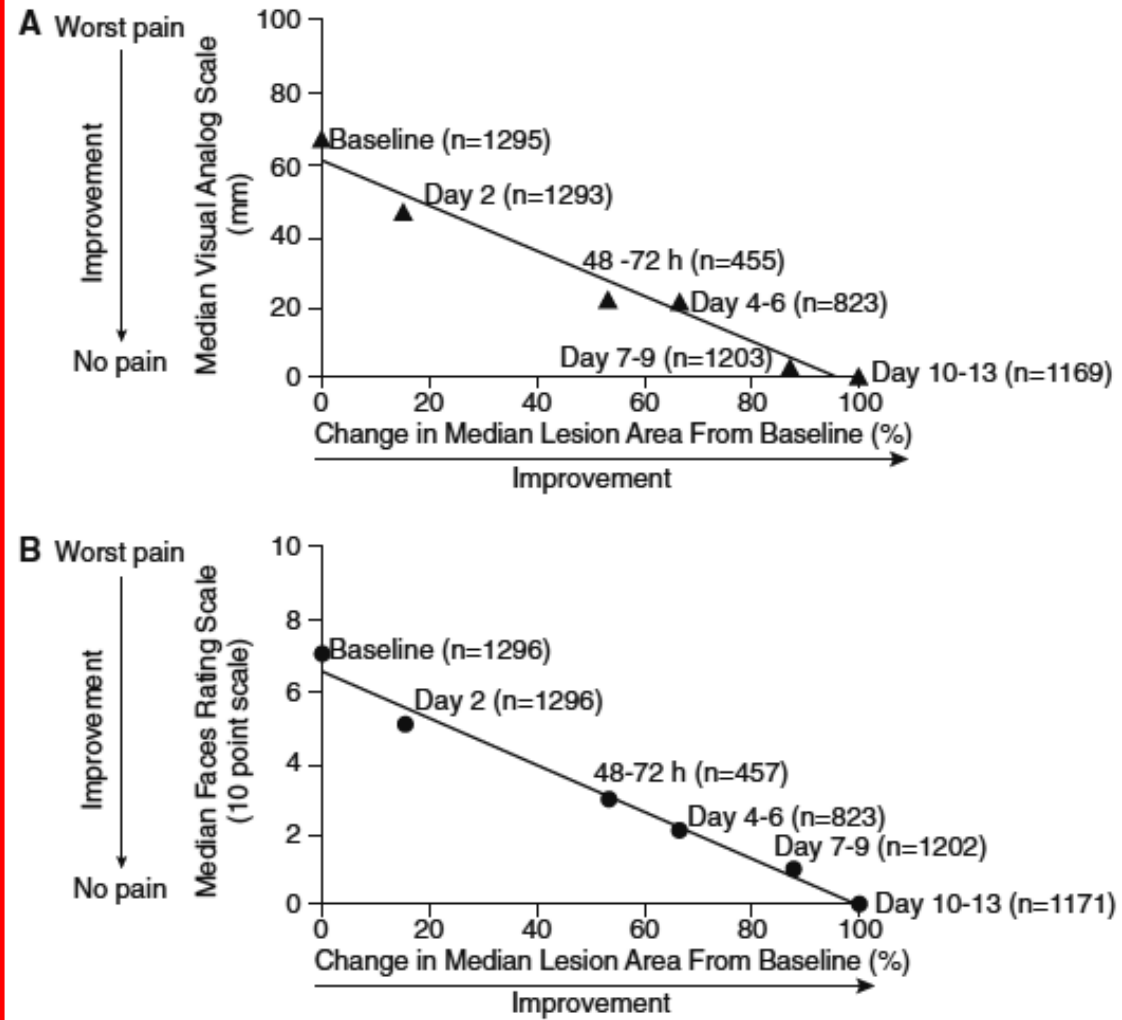 A Worst pain
Improvement
No pain
Median Visual Analog Scale
(mm)
100
80
60
40
20
0
Baseline (n=1295)
Day 2 (n=1293)
48 -72 h (n=455)
Day 4-6 (n=823)
Day 7-9 (n=1203)
Day 10-13 (n=1169)
0 20 40 60 80 100
Change in Median Lesion Area From Baseline (%)
Improvement
B Worst pain
Improvement
No pain
Median Faces Rating Scale
(10 point scale)
10
8
6
4
2
0
Baseline (n=1296)
Day 2 (n=1296)
48-72 h (n=457)
Day 4-6 (n=823)
Day 7-9 (n=1202)
Day 10-13 (n=1171)
0 20 40 60 80 100
Change in Median Lesion Area From Baseline (%)
Improvement